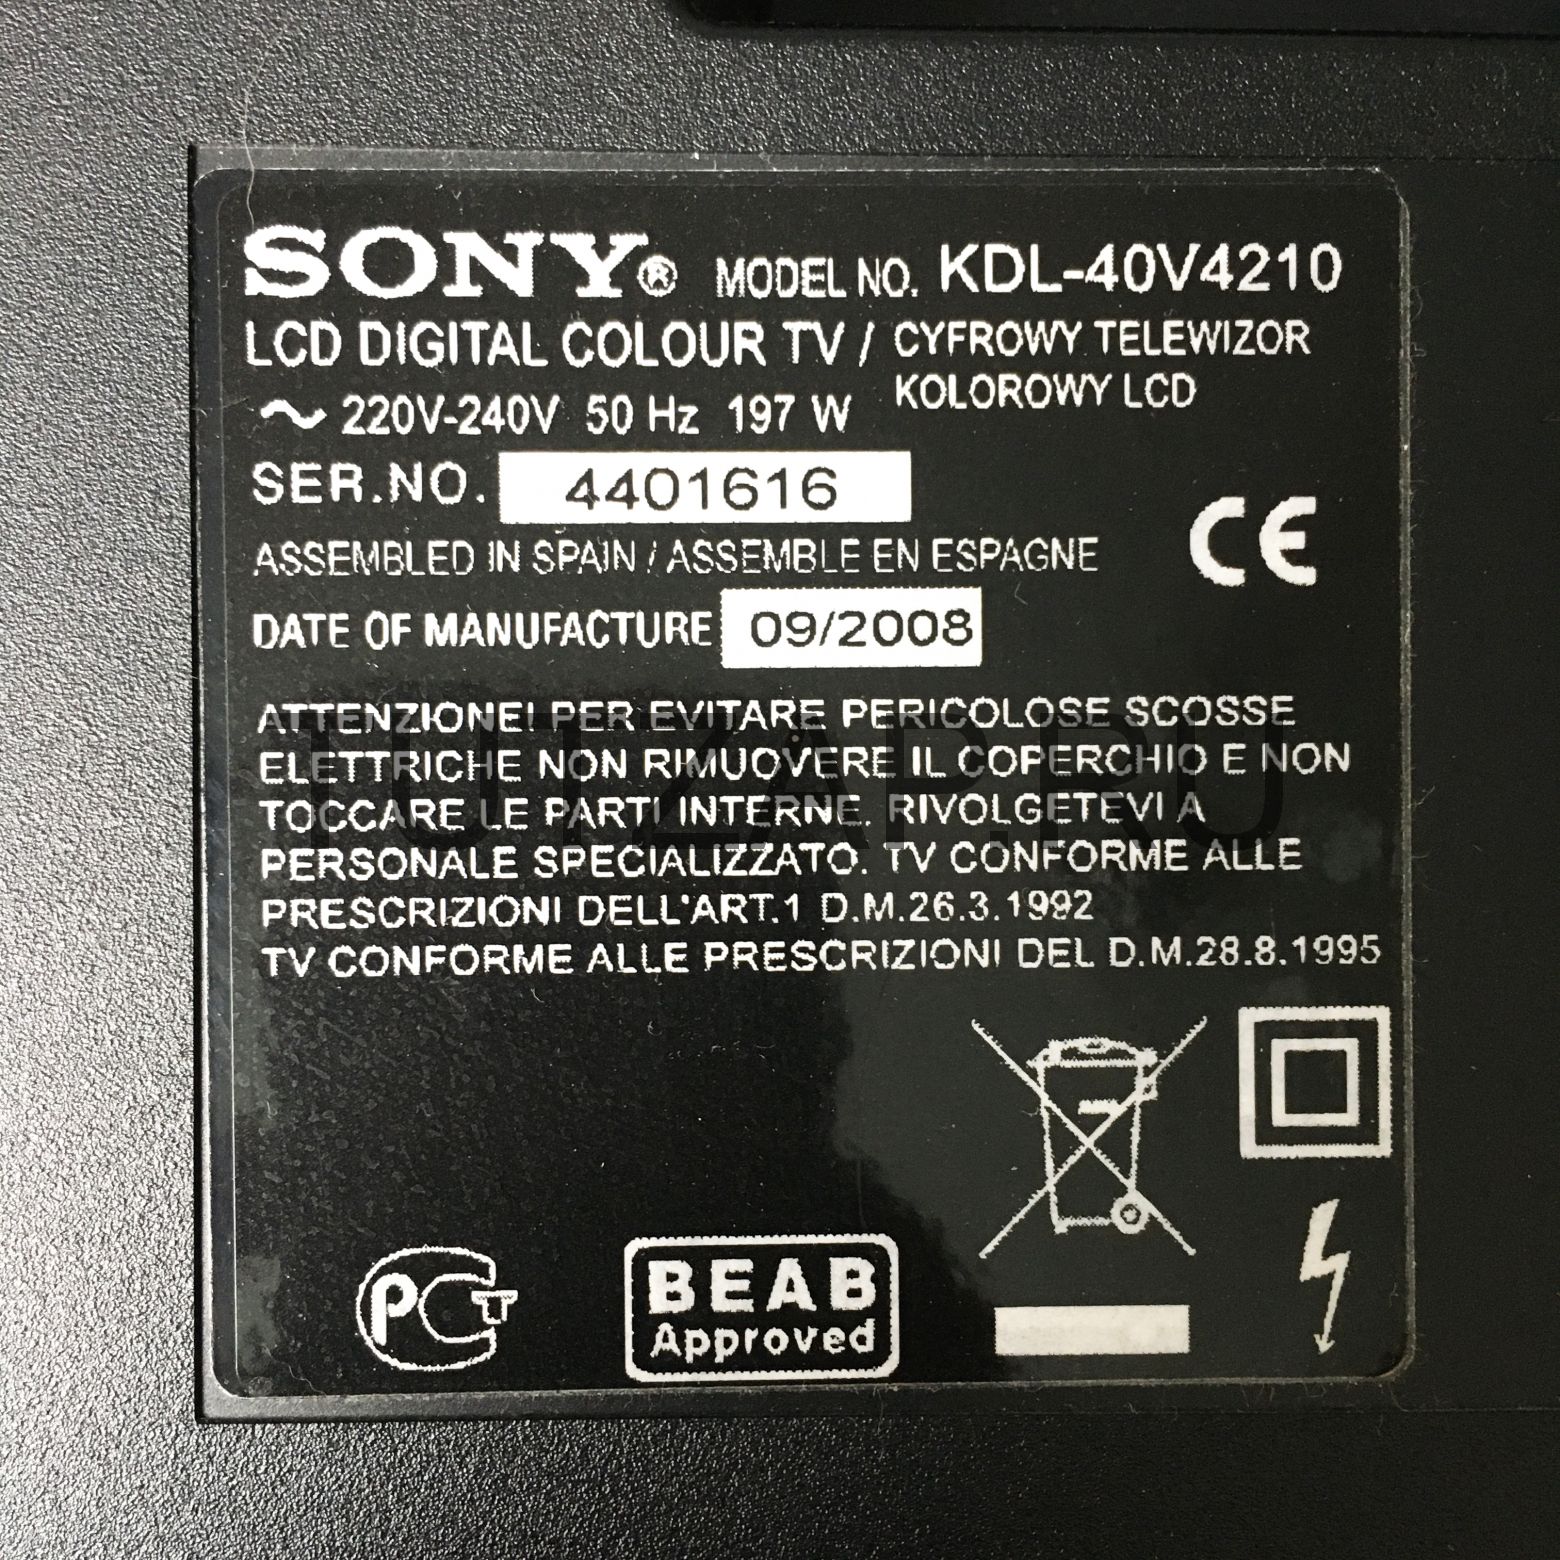 SONY® MODEL NO. KDL-40V4210
LCD DIGITAL COLOUR TV / CYFROWY TELEWIZOR
KOLOROWY LCD
~ 220V-240V 50 Hz 197 W
SER.NO. 4401616
ASSEMBLED IN SPAIN / ASSEMBLE EN ESPAGNE
CE
DATE OF MANUFACTURE 09/2008
ATTENZIONE! PER EVITARE PERICOLOSE SCOSSE
ELETTRICHE NON RIMUOVERE IL COPERCHIO E NON
TOCCARE LE PARTI INTERNE. RIVOLGETEVI A
PERSONALE SPECIALIZZATO. TV CONFORME ALLE
PRESCRIZIONI DELL'ART.1 D.M.26.3.1992
TV CONFORME ALLE PRESCRIZIONI DEL D.M.28.8.1995
TUTZAP.RU
PCT
BEAB
Approved